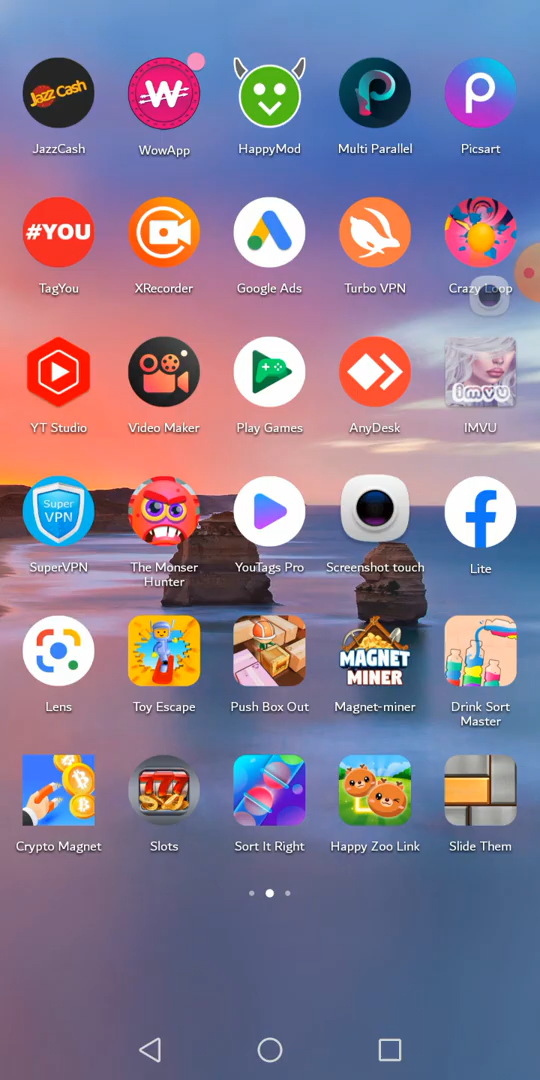 Jazz Cash
W
P
JazzCash
WowApp
HappyMod
Multi Parallel
Picsart
#YOU
TagYou
XRecorder
Google Ads
Turbo VPN
Crazy Loop
imvu
YT Studio
Video Maker
Play Games
AnyDesk
IMVU
Super
VPN
SuperVPN
The Monser
Hunter
YouTags Pro
Screenshot touch
Lite
MAGNET
MINER
Lens
Toy Escape
Push Box Out
Magnet-miner
Drink Sort
Master
777
Crypto Magnet
Slots
Sort It Right
Happy Zoo Link
Slide Them